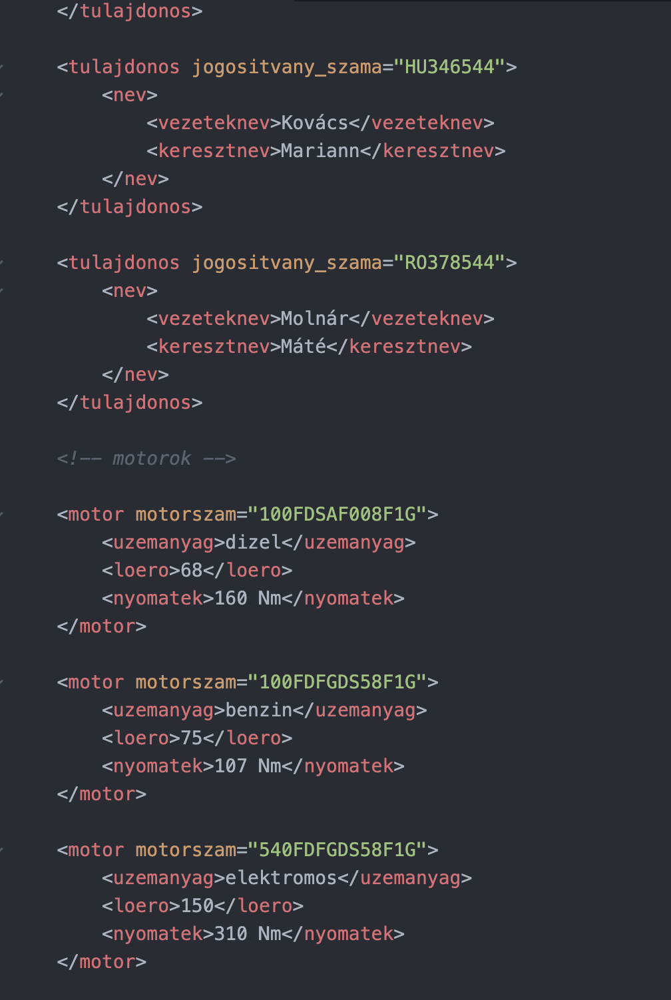 </tulajdonos>
<tulajdonos jogositvany_szama="HU346544">
<nev>
<vezeteknev>Kovács</vezeteknev>
<keresztnev>Mariann</keresztnev>
</nev>
</tulajdonos>
<tulajdonos jogositvany_szama="RO378544">
<nev>
<vezeteknev>Molnár</vezeteknev>
<keresztnev>Máté</keresztnev>
</nev>
</tulajdonos>
<!-- motorok -->
<motor motorszam="100FDSAF008F1G">
<uzemanyag>dizel</uzemanyag>
<loero>68</loero>
<nyomatek>160 Nm</nyomatek>
</motor>
<motor motorszam="100FDFGDS58F1G">
<uzemanyag>benzin</uzemanyag>
<loero>75</loero>
<nyomatek>107 Nm</nyomatek>
</motor>
<motor motorszam="540FDFGDS58F1G">
<uzemanyag>elektromos</uzemanyag>
<loero>150</loero>
<nyomatek>310 Nm</nyomatek>
</motor>